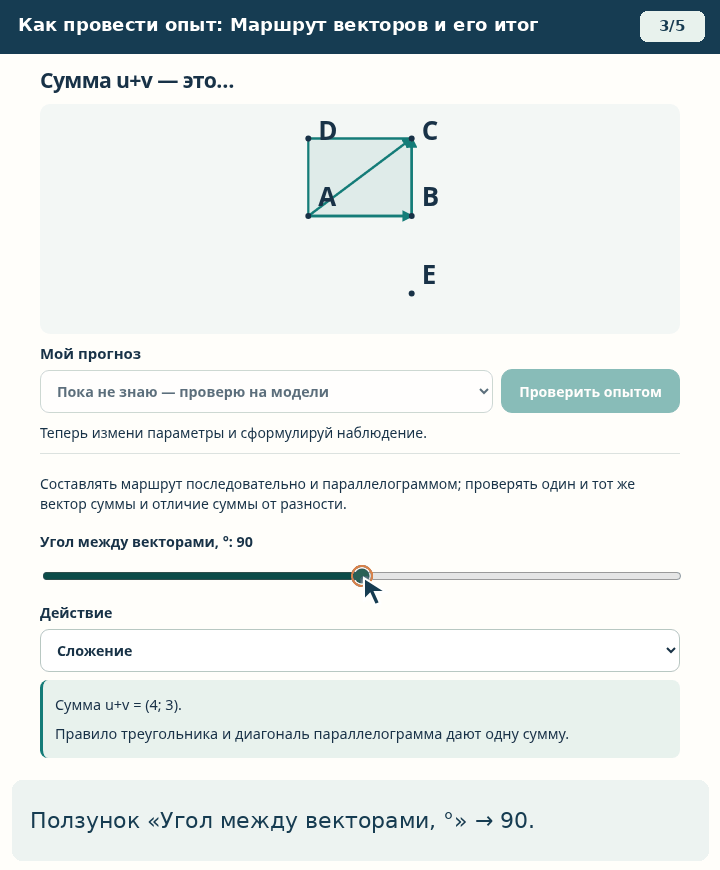 Как провести опыт: Маршрут векторов и его итог
3/5
Сумма u+v — это…
D
C
A
B
E
Мой прогноз
Пока не знаю — проверю на модели
Проверить опытом
Теперь измени параметры и сформулируй наблюдение.
Составлять маршрут последовательно и параллелограммом; проверять один и тот же
вектор суммы и отличие суммы от разности.
Угол между векторами, °: 90
Действие
Сложение
Сумма u+v = (4; 3).
Правило треугольника и диагональ параллелограмма дают одну сумму.
Ползунок «Угол между векторами, °» → 90.